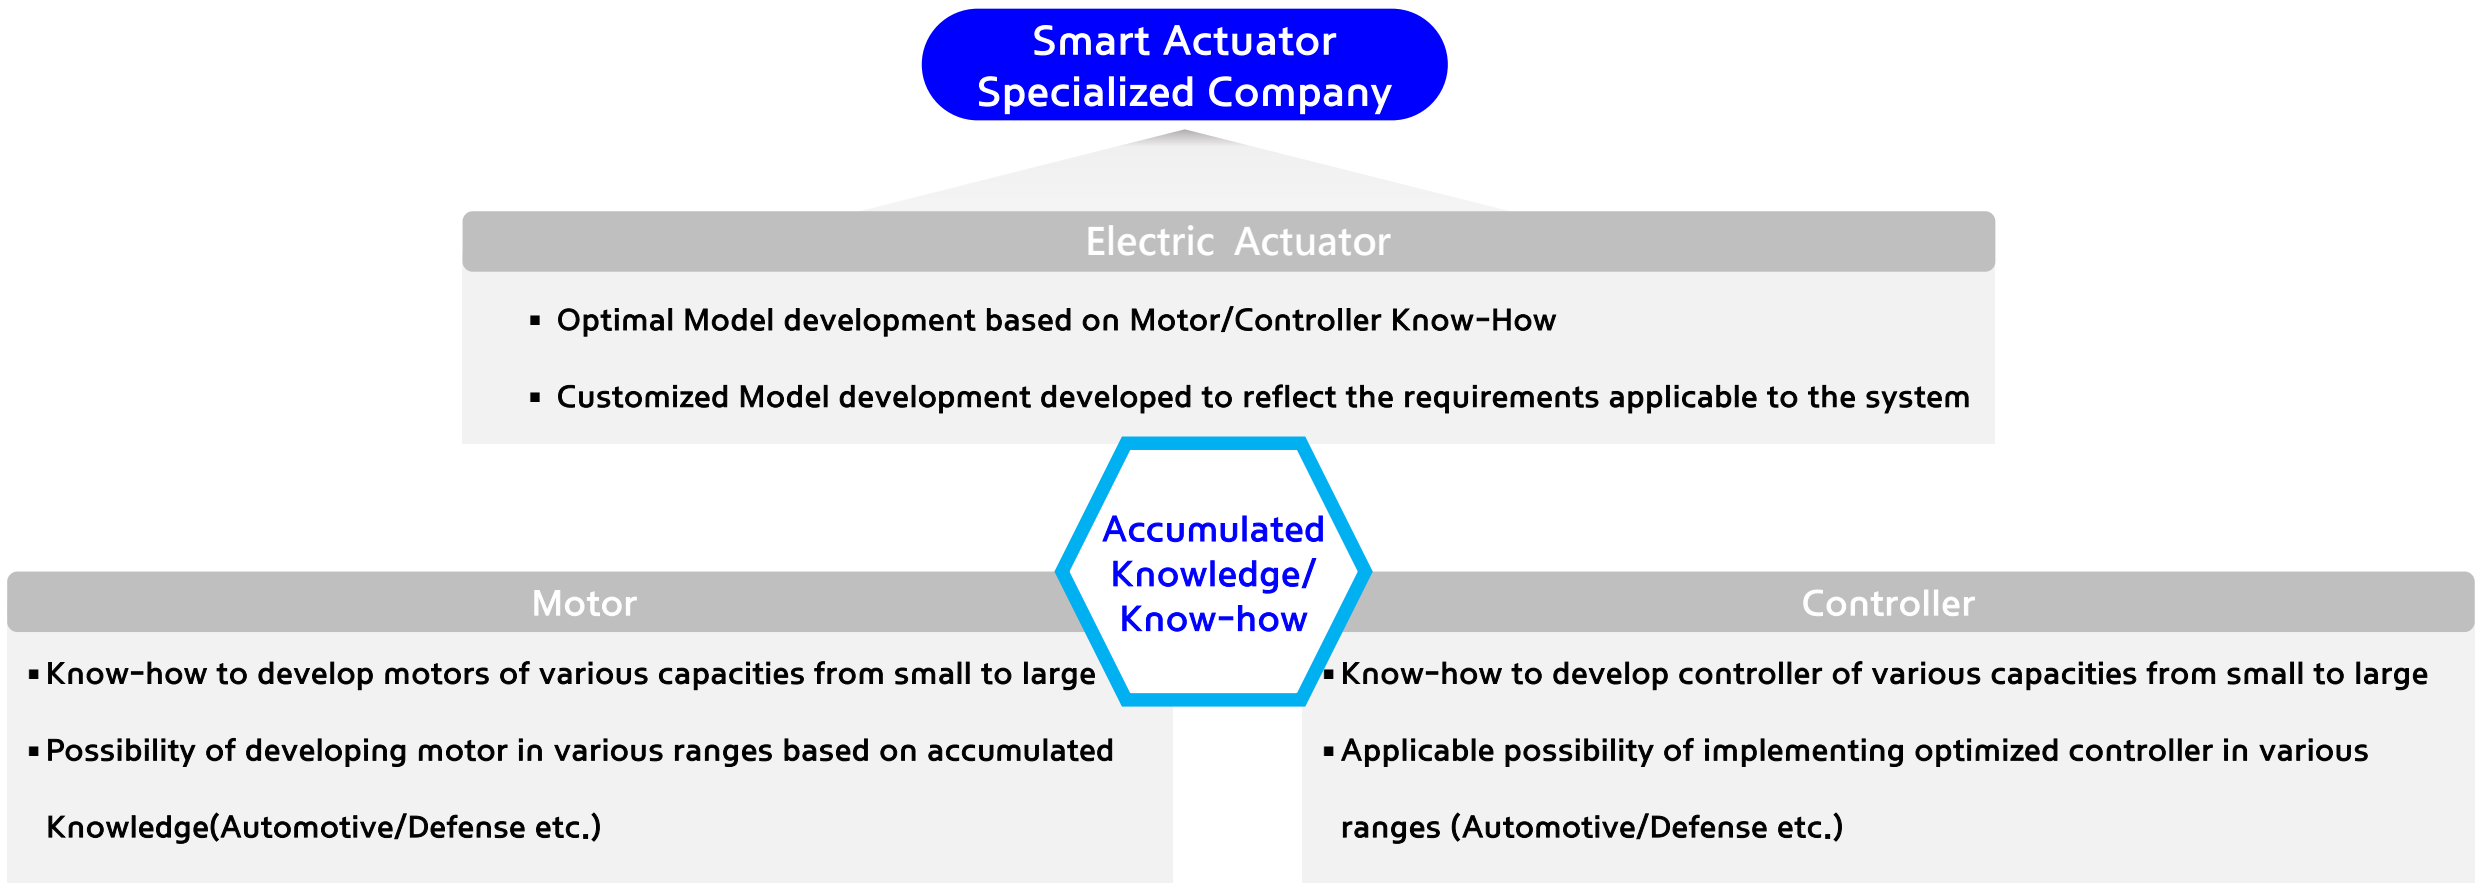 Smart Actuator
Specialized Company
Electric Actuator
▪ Optimal Model development based on Motor/Controller Know-How
▪ Customized Model development developed to reflect the requirements applicable to the system
Accumulated
Knowledge/
Know-how
Motor
▪ Know-how to develop motors of various capacities from small to large
▪ Possibility of developing motor in various ranges based on accumulated
Knowledge(Automotive/Defense etc.)
Controller
▪ Know-how to develop controller of various capacities from small to large
▪ Applicable possibility of implementing optimized controller in various
ranges (Automotive/Defense etc.)